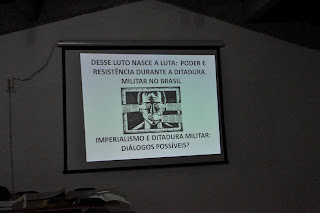 DESSE LUTO NASCE A LUTA: PODER E
RESISTÊNCIA DURANTE A DITADURA
MILITAR NO BRASIL
IMPERIALISMO E DITADURA MILITAR:
DIÁLOGOS POSSÍVEIS?